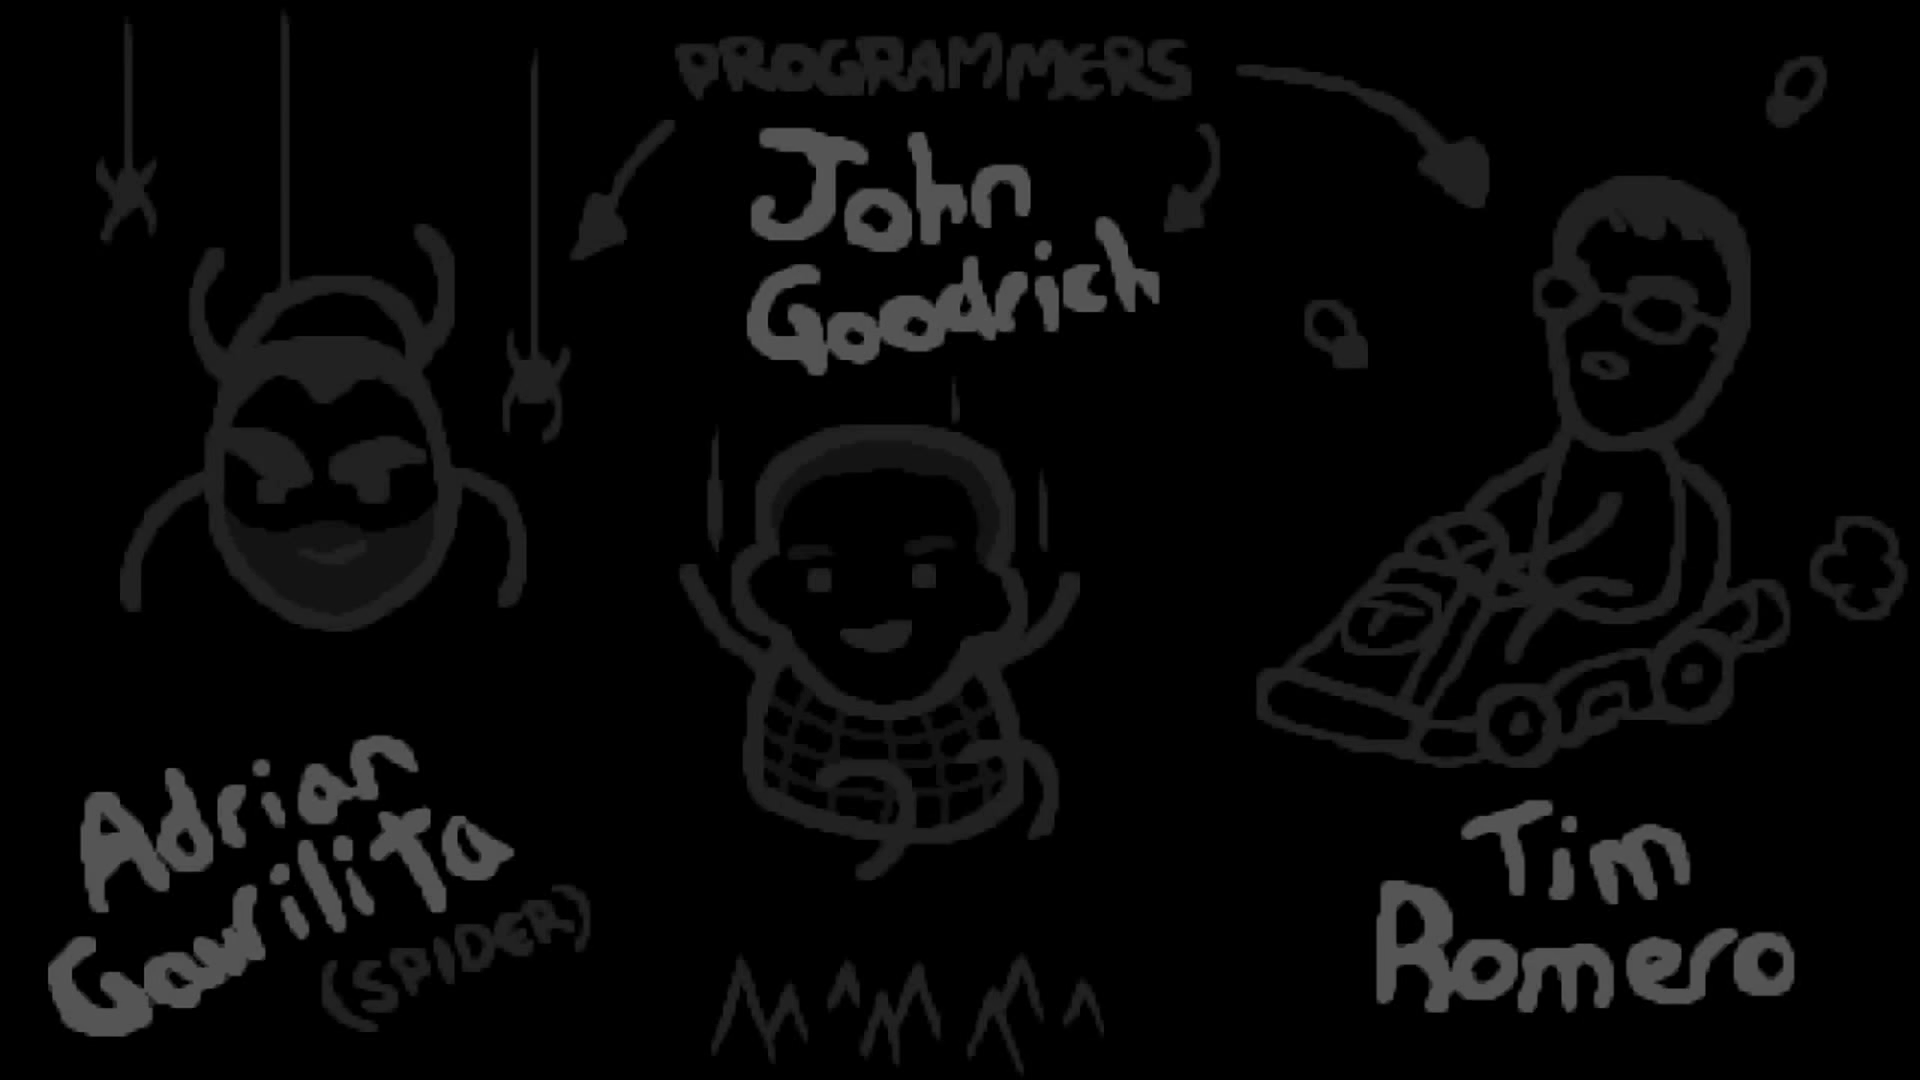 PROGRAMMERS
John
Goodrich
Adrian
Gavrilita
(SPIDER)
Tim
Romero